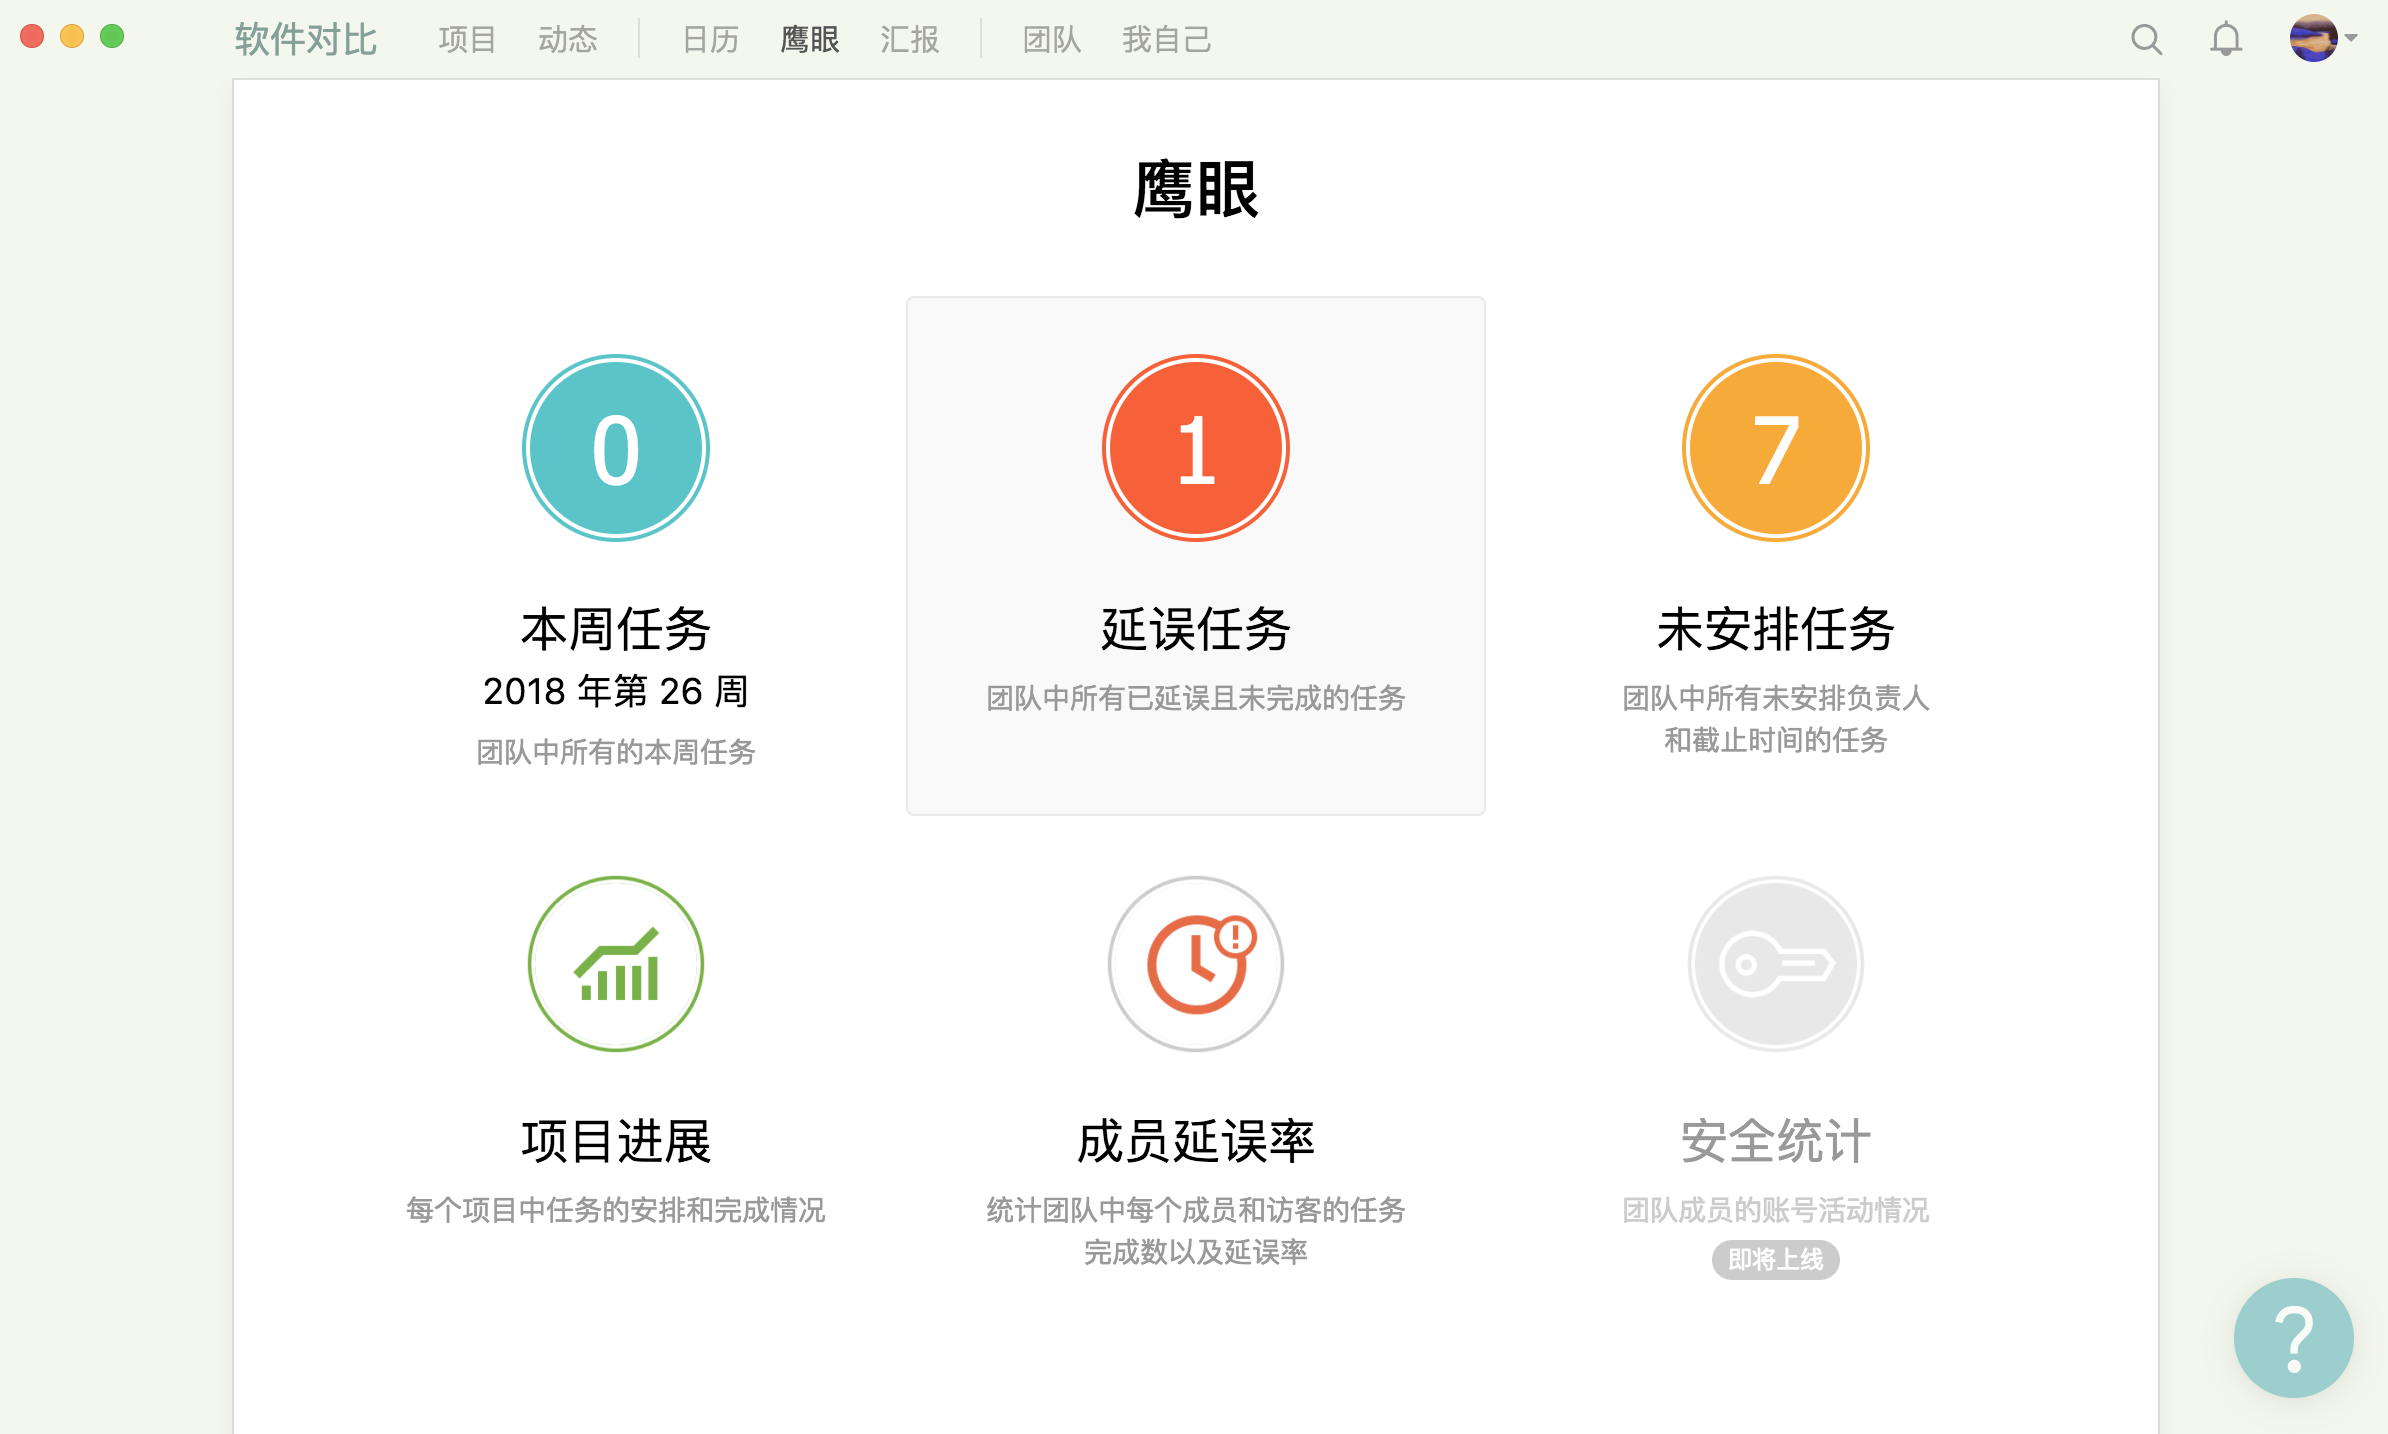 软件对比 项目 动态 日历 鹰眼 汇报 团队 我自己
鹰眼
0
本周任务
2018 年第 26 周
团队中所有的本周任务
1
延误任务
团队中所有已延误且未完成的任务
7
未安排任务
团队中所有未安排负责人
和截止时间的任务
项目进展
每个项目中任务的安排和完成情况
成员延误率
统计团队中每个成员和访客的任务
完成数以及延误率
安全统计
团队成员的账号活动情况
即将上线
?